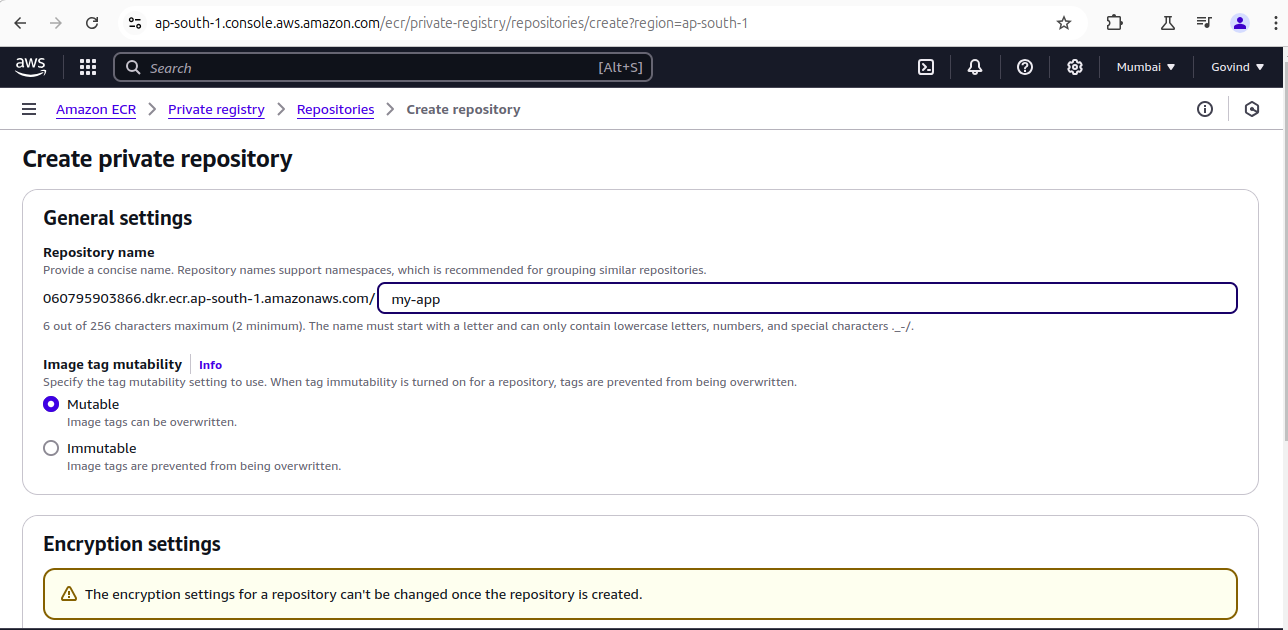 ap-south-1.console.aws.amazon.com/ecr/private-registry/repositories/create?region=ap-south-1
aws Search [Alt+S] Mumbai Govind
Amazon ECR Private registry Repositories Create repository
Create private repository
General settings
Repository name
Provide a concise name. Repository names support namespaces, which is recommended for grouping similar repositories.
060795903866.dkr.ecr.ap-south-1.amazonaws.com/ my-app
6 out of 256 characters maximum (2 minimum). The name must start with a letter and can only contain lowercase letters, numbers, and special characters ._-/.
Image tag mutability Info
Specify the tag mutability setting to use. When tag immutability is turned on for a repository, tags are prevented from being overwritten.
Mutable
Image tags can be overwritten.
Immutable
Image tags are prevented from being overwritten.
Encryption settings
The encryption settings for a repository can't be changed once the repository is created.